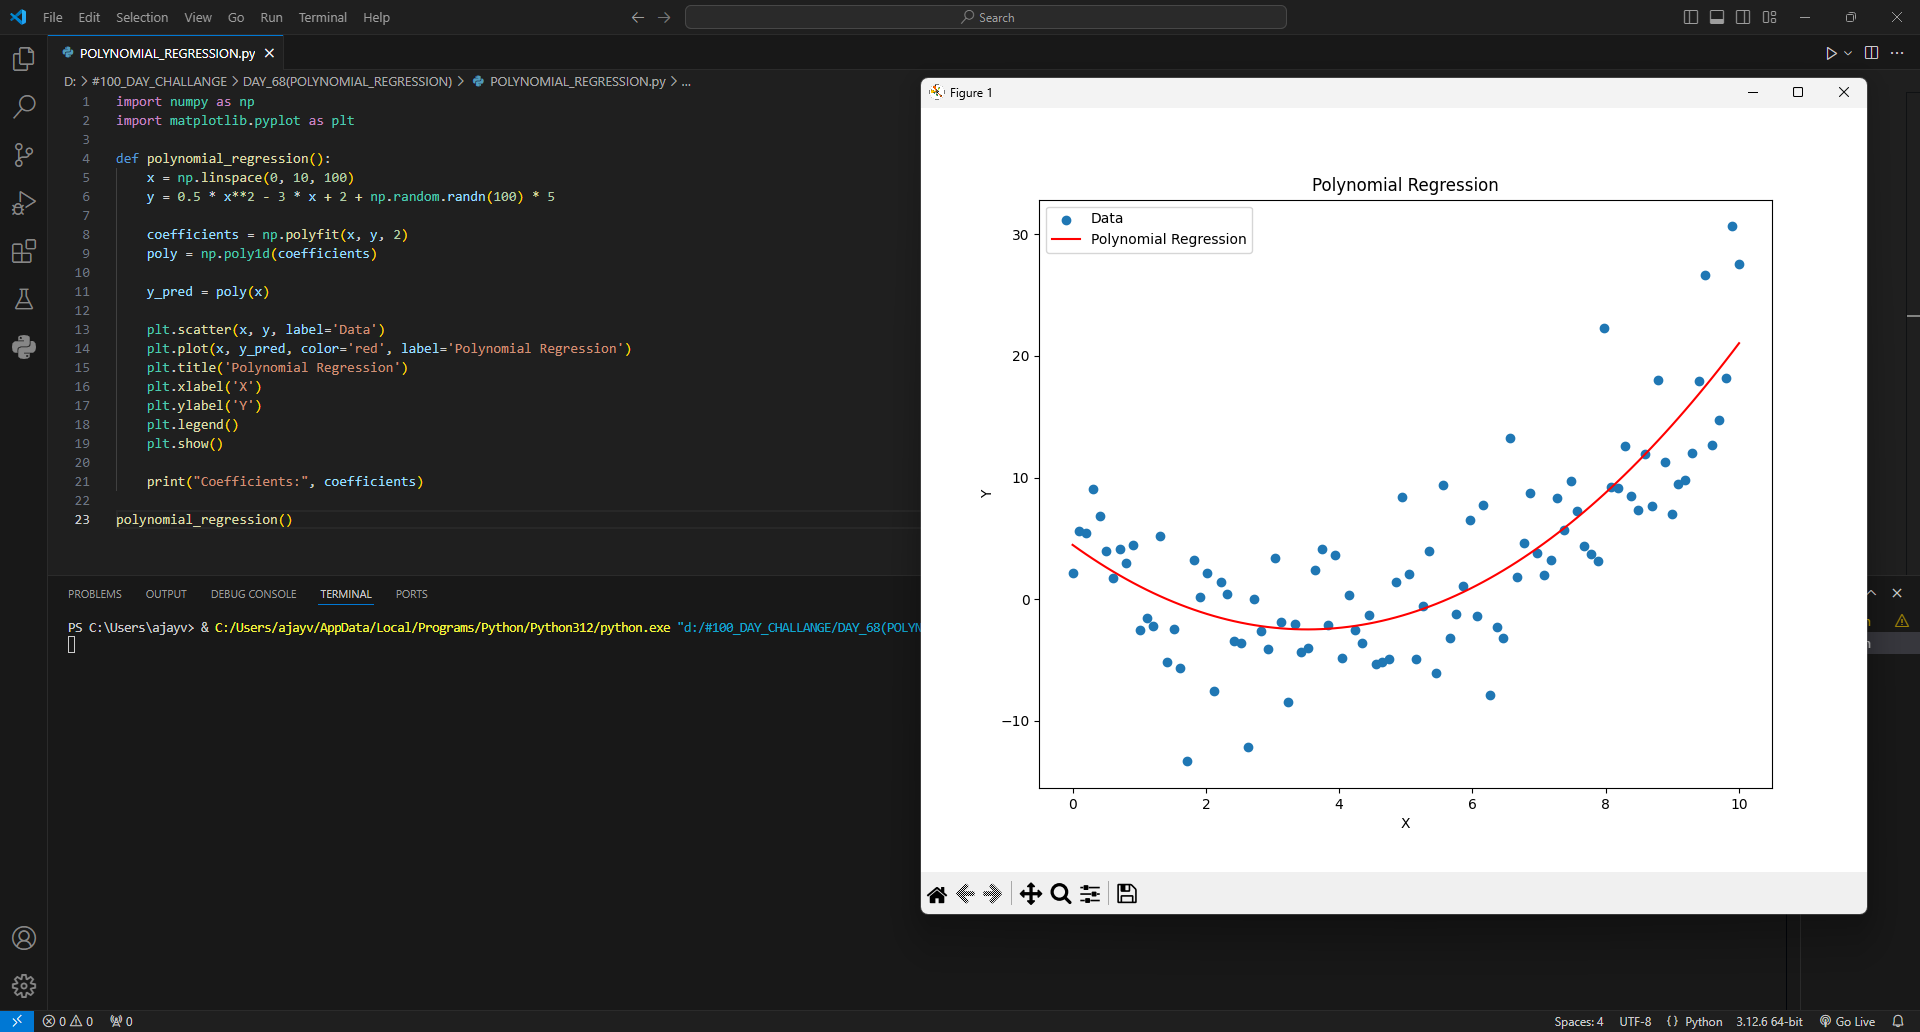 File Edit Selection View Go Run Terminal Help
Search
POLYNOMIAL_REGRESSION.py
D: > #100_DAY_CHALLANGE > DAY_68(POLYNOMIAL_REGRESSION) > POLYNOMIAL_REGRESSION.py > ...
1 import numpy as np
2 import matplotlib.pyplot as plt
3
4 def polynomial_regression():
5 x = np.linspace(0, 10, 100)
6 y = 0.5 * x**2 - 3 * x + 2 + np.random.randn(100) * 5
7
8 coefficients = np.polyfit(x, y, 2)
9 poly = np.poly1d(coefficients)
10
11 y_pred = poly(x)
12
13 plt.scatter(x, y, label='Data')
14 plt.plot(x, y_pred, color='red', label='Polynomial Regression')
15 plt.title('Polynomial Regression')
16 plt.xlabel('X')
17 plt.ylabel('Y')
18 plt.legend()
19 plt.show()
20
21 print("Coefficients:", coefficients)
22
23 polynomial_regression()
PROBLEMS OUTPUT DEBUG CONSOLE TERMINAL PORTS
PS C:\Users\ajayv> & C:/Users/ajayv/AppData/Local/Programs/Python/Python312/python.exe "d:/#100_DAY_CHALLANGE/DAY_68(POLYN
Figure 1
Polynomial Regression
Data
Polynomial Regression
30
20
10
0
−10
Y
0 2 4 6 8 10
X
0 0 0
Spaces: 4 UTF-8 {} Python 3.12.6 64-bit Go Live